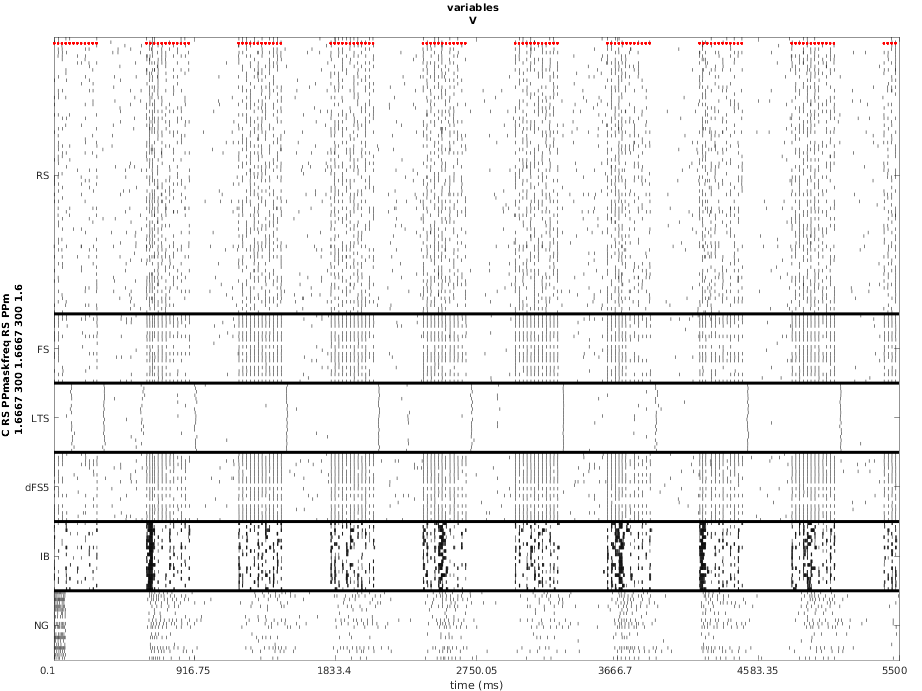 variables
V
C RS PPmaskfreq RS PPm
1.6667 300 1.6667 300 1.6
RS
FS
LTS
dFS5
IB
NG
0.1 916.75 1833.4 2750.05 3666.7 4583.35 5500
time (ms)